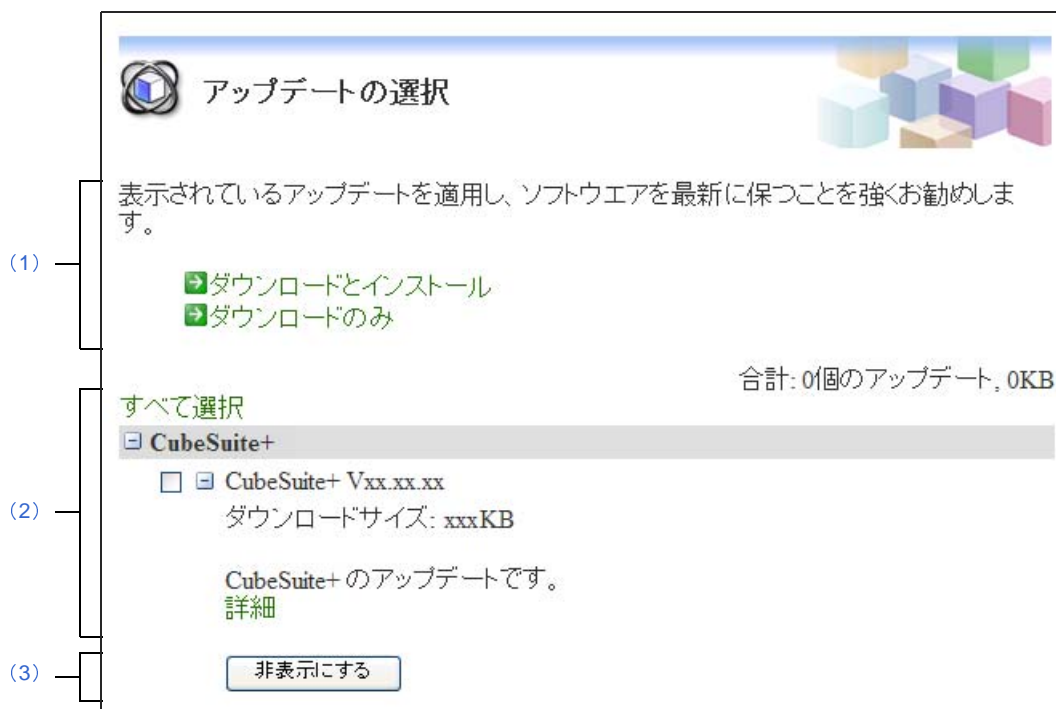 アップデートの選択
表示されているアップデートを適用し、ソフトウエアを最新に保つことを強くお勧めしま
す。
(1)
ダウンロードとインストール
ダウンロードのみ
合計: 0個のアップデート, 0KB
すべて選択
CubeSuite+
CubeSuite+ Vxx.xx.xx
(2)
ダウンロードサイズ: xxxKB
CubeSuite+ のアップデートです。
詳細
(3)
非表示にする